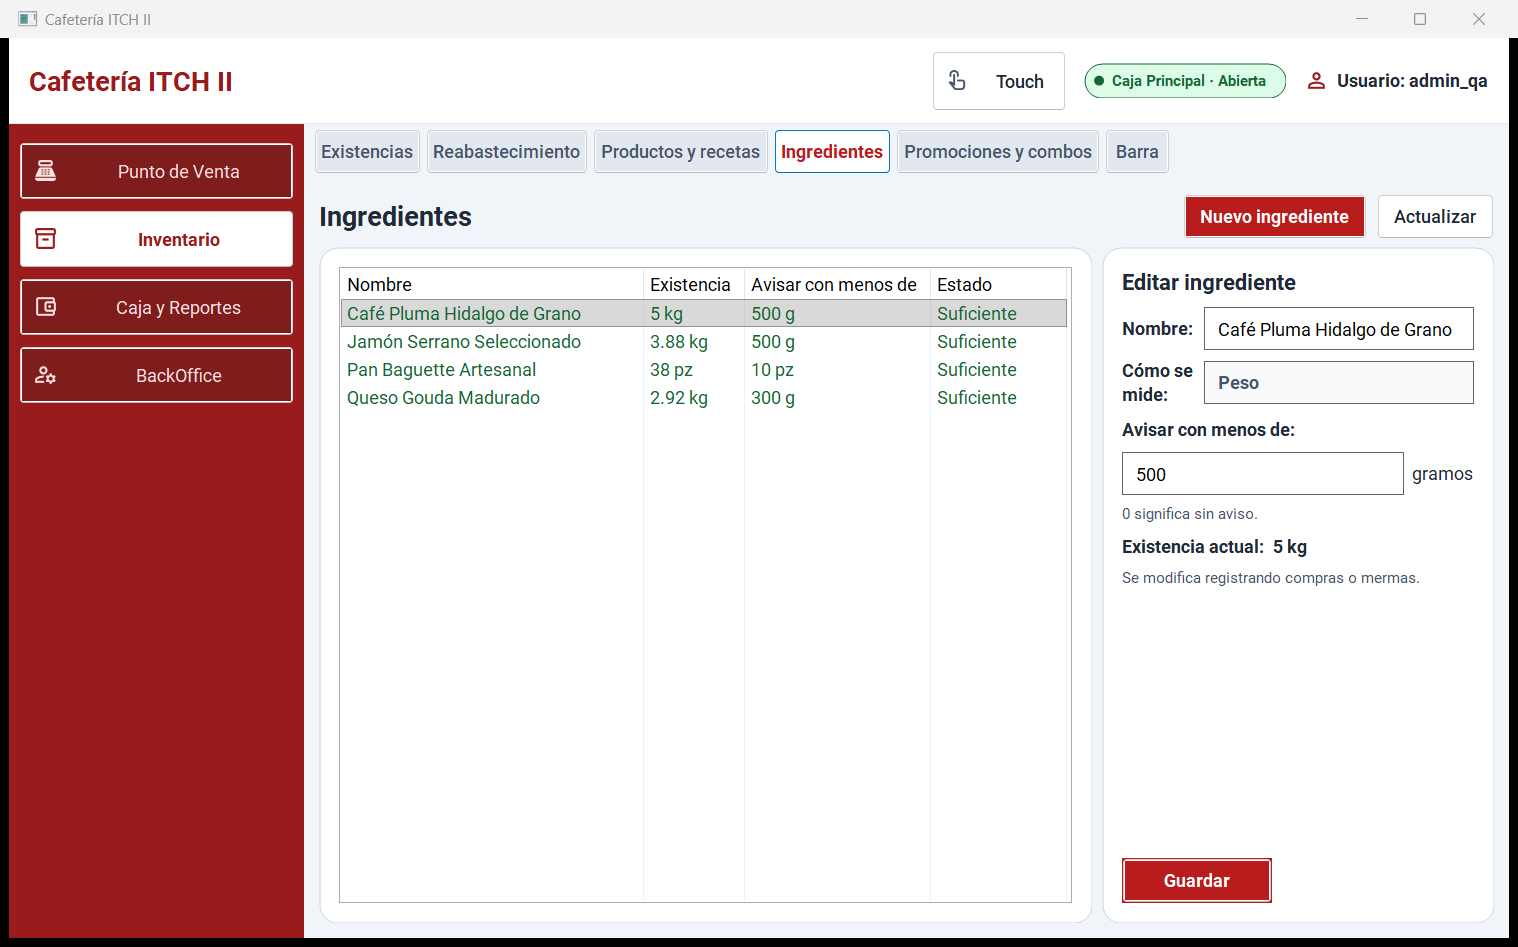 Cafetería ITCH II
Cafetería ITCH II
Touch
Caja Principal · Abierta
Usuario: admin_qa
Punto de Venta
Inventario
Caja y Reportes
BackOffice
Existencias
Reabastecimiento
Productos y recetas
Ingredientes
Promociones y combos
Barra
Ingredientes
Nuevo ingrediente
Actualizar
Nombre Existencia Avisar con menos de Estado
Café Pluma Hidalgo de Grano 5 kg 500 g Suficiente
Jamón Serrano Seleccionado 3.88 kg 500 g Suficiente
Pan Baguette Artesanal 38 pz 10 pz Suficiente
Queso Gouda Madurado 2.92 kg 300 g Suficiente
Editar ingrediente
Nombre: Café Pluma Hidalgo de Grano
Cómo se
mide:
Peso
Avisar con menos de:
500 gramos
0 significa sin aviso.
Existencia actual: 5 kg
Se modifica registrando compras o mermas.
Guardar